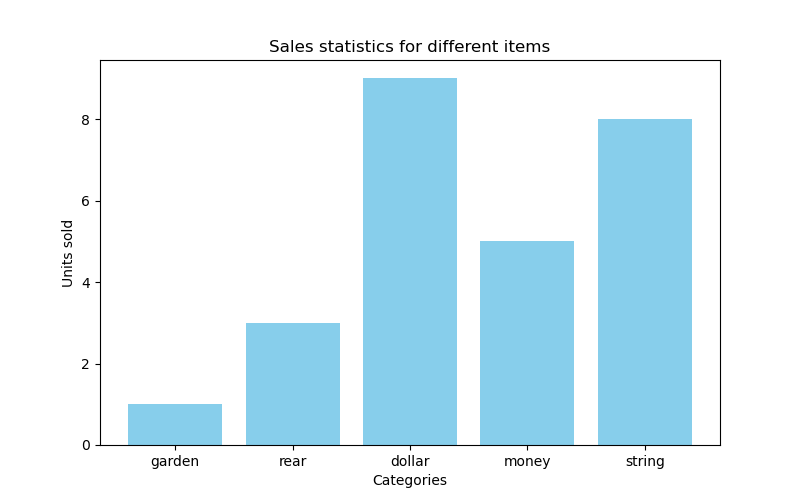 Sales statistics for different items
Units sold
8
6
4
2
0
garden rear dollar money string
Categories